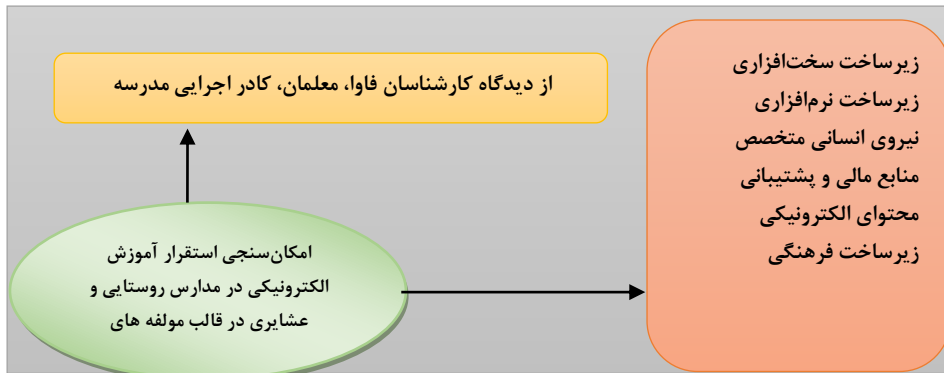 از دیدگاه کارشناسان فاوا، معلمان، کادر اجرایی مدرسه
زیرساخت سخت‌افزاری
زیرساخت نرم‌افزاری
نیروی انسانی متخصص
منابع مالی و پشتیبانی
محتوای الکترونیکی
زیرساخت فرهنگی
امکان‌سنجی استقرار آموزش
الکترونیکی در مدارس روستایی و
عشایری در قالب مولفه های